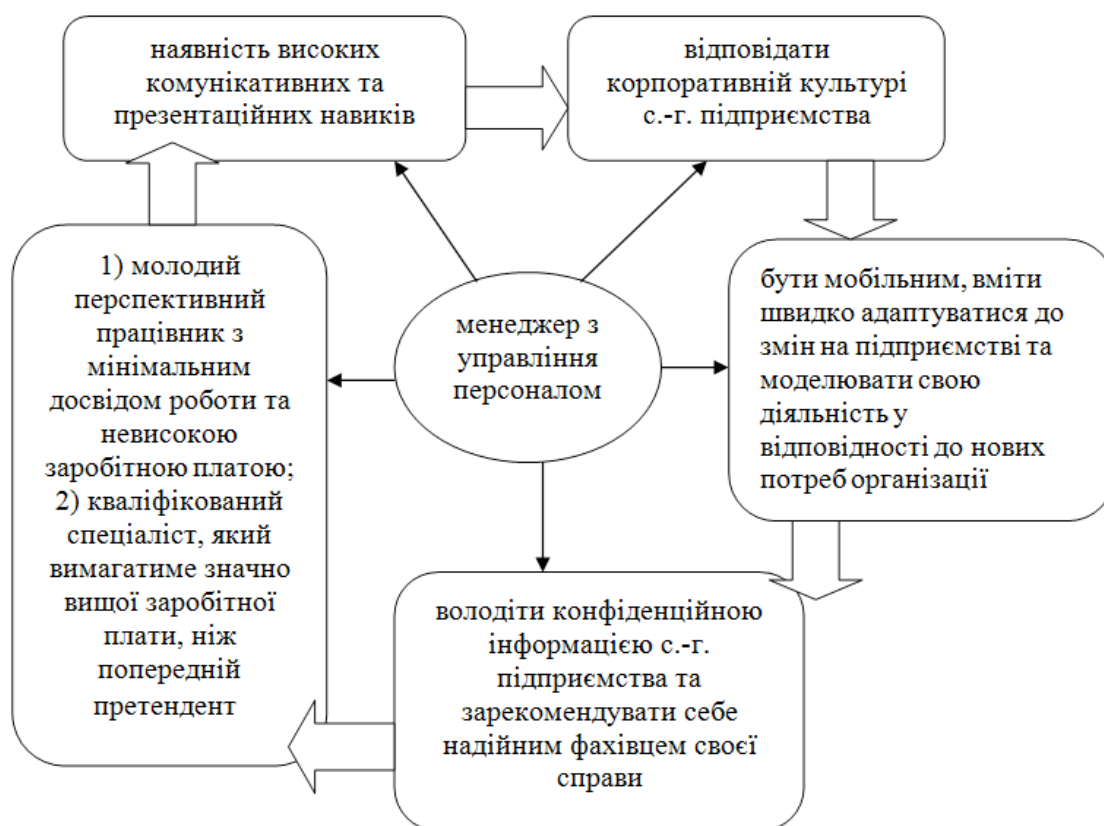 наявність високих
комунікативних та
презентаційних навиків
відповідати
корпоративній культурі
с.-г. підприємства
1) молодий
перспективний
працівник з
мінімальним
досвідом роботи та
невисокою
заробітною платою;
2) кваліфікований
спеціаліст, який
вимагатиме значно
вищої заробітної
плати, ніж
попередній
претендент
менеджер з
управління
персоналом
бути мобільним, вміти
швидко адаптуватися до
змін на підприємстві та
моделювати свою
діяльність у
відповідності до нових
потреб організації
володіти конфіденційною
інформацією с.-г.
підприємства та
зарекомендувати себе
надійним фахівцем своєї
справи